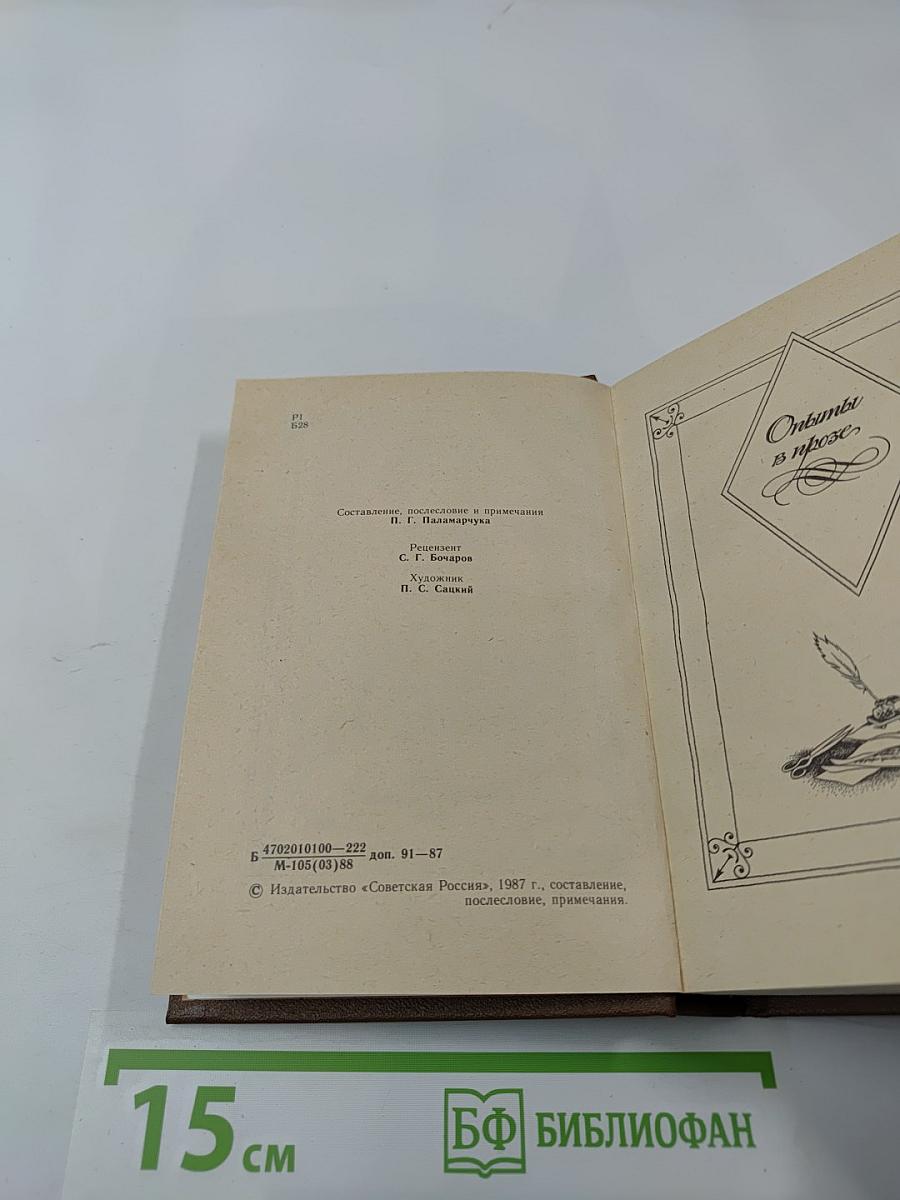 Р1
Б28
Составление, послесловие и примечания
П. Г. Паламарчука
Рецензент
С. Г. Бочаров
Художник
П. С. Сацкий
Б 4702010100—222
М-105(03)88
доп. 91—87
© Издательство «Советская Россия», 1987 г., составление,
послесловие, примечания.
Опыты
в прозе
15 см
БФ БИБЛИОФАН